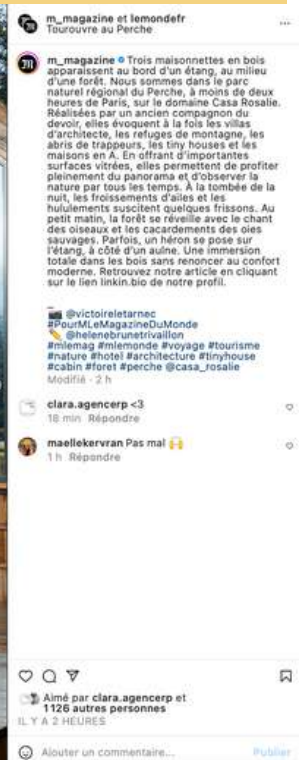 m_magazine et lemondefr
Tourouvre au Perche
m_magazine Trois maisonnettes en bois
apparaissent au bord d'un étang, au milieu
d'une forêt. Nous sommes dans le parc
naturel régional du Perche, à moins de deux
heures de Paris, sur le domaine Casa Rosalie.
Réalisées par un ancien compagnon du
devoir, elles évoquent à la fois les villas
d'architecte, les refuges de montagne, les
abris de trappeurs, les tiny houses et les
maisons en A. En offrant d'importantes
surfaces vitrées, elles permettent de profiter
pleinement du panorama et d'observer la
nature par tous les temps. À la tombée de la
nuit, les froissements d'ailes et les
hululements suscitent quelques frissons. Au
petit matin, la forêt se réveille avec le chant
des oiseaux et les cacardements des oies
sauvages. Parfois, un héron se pose sur
l'étang, à côté d'un aulne. Une immersion
totale dans les bois sans renoncer au confort
moderne. Retrouvez notre article en cliquant
sur le lien linkin.bio de notre profil.
_
📷 @victoireletarnec
#PourMLeMagazineDuMonde
✏️ @helenebrunetrivaillon
#mlemag #mlemonde #voyage #tourisme
#nature #hotel #architecture #tinyhouse
#cabin #foret #perche @casa_rosalie
Modifié · 2 h
clara.agencerp <3
18 min Répondre
maellekervran Pas mal 🙌
1 h Répondre
Aimé par clara.agencerp et
1 126 autres personnes
IL Y A 2 HEURES
Ajouter un commentaire... Publier